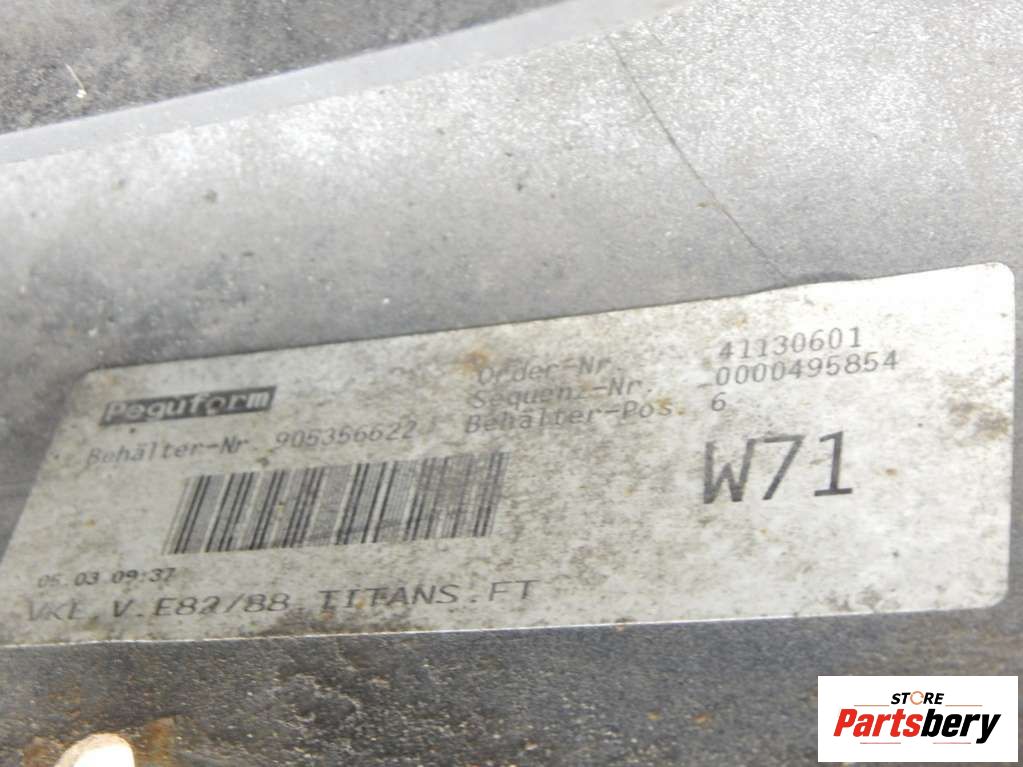 Peguform
Order-Nr. 41130601
Sequenz-Nr. 0000495854
Behälter-Nr 905356622 Behälter-Pos. 6
W71
05.03 09:37
VKL V.E82/88 TITANS.FT
STORE
Partsbery